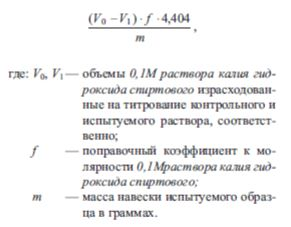 (V₀ – V₁) · f · 4,404
m ,
где: V₀, V₁ — объемы 0,1М раствора калия гид-
роксида спиртового израсходован-
ные на титрование контрольного и
испытуемого раствора, соответст-
венно;
f — поправочный коэффициент к мо-
лярности 0,1Мраствора калия гид-
роксида спиртового;
m — масса навески испытуемого образ-
ца в граммах.